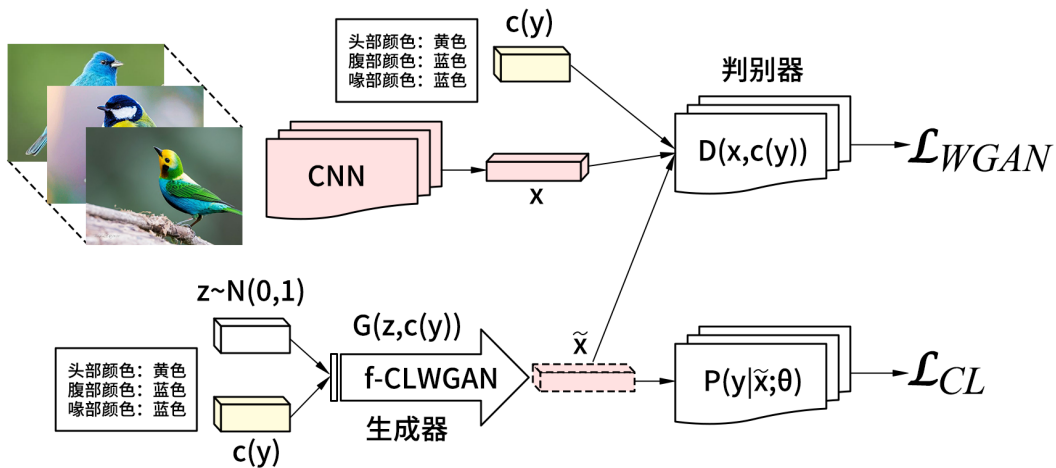 c(y)
头部颜色：黄色
腹部颜色：蓝色
喙部颜色：蓝色
判别器
CNN
x
D(x,c(y))
ℒWGAN
z~N(0,1)
G(z,c(y))
头部颜色：黄色
腹部颜色：蓝色
喙部颜色：蓝色
f-CLWGAN
x̃
P(y|x̃;θ)
ℒCL
生成器
c(y)